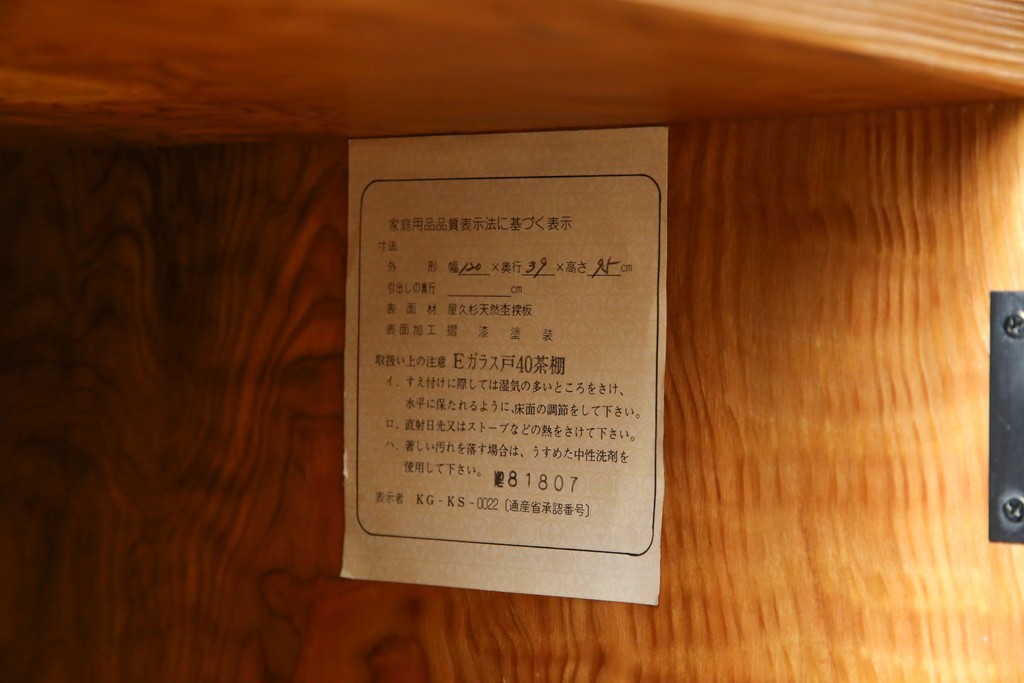 家庭用品品質表示法に基づく表示
寸法
外形 幅120×奥行39×高さ95cm
引出しの奥行 cm
表面材 屋久杉天然杢板
表面加工 摺漆塗装
取扱い上の注意 Eガラス戸40茶棚
イ．すえ付けに際しては湿気の多いところをさけ、
水平に保たれるように、床面の調節をして下さい。
ロ．直射日光又はストーブなどの熱をさけて下さい。
ハ．著しい汚れを落す場合は、うすめた中性洗剤を
使用して下さい。
81807
表示者 KG-KS-0022〔通産省承認番号〕